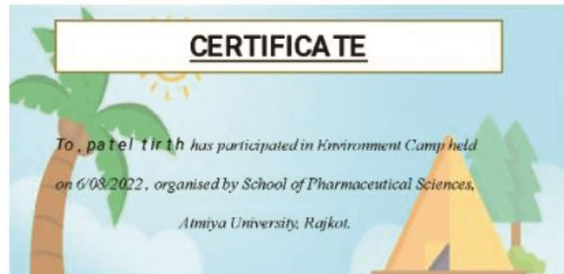 CERTIFICATE
To, patel tirth has participated in Environment Camp held
on 6/08/2022, organised by School of Pharmaceutical Sciences,
Atmiya University, Rajkot.